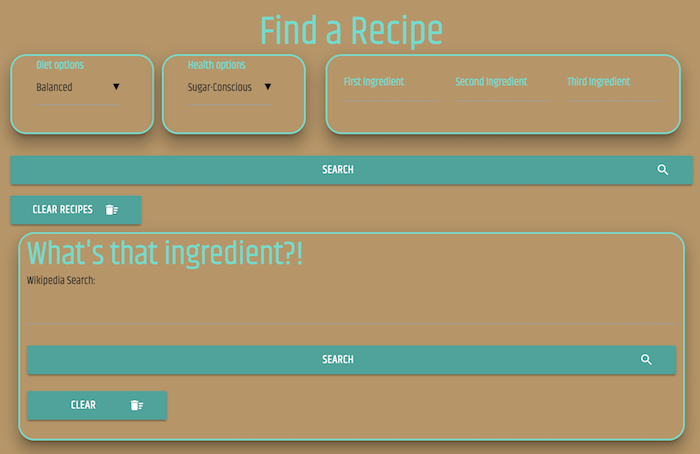 Find a Recipe
Diet options
Balanced
Health options
Sugar-Conscious
First Ingredient
Second Ingredient
Third Ingredient
SEARCH
CLEAR RECIPES
What's that ingredient?!
Wikipedia Search:
SEARCH
CLEAR